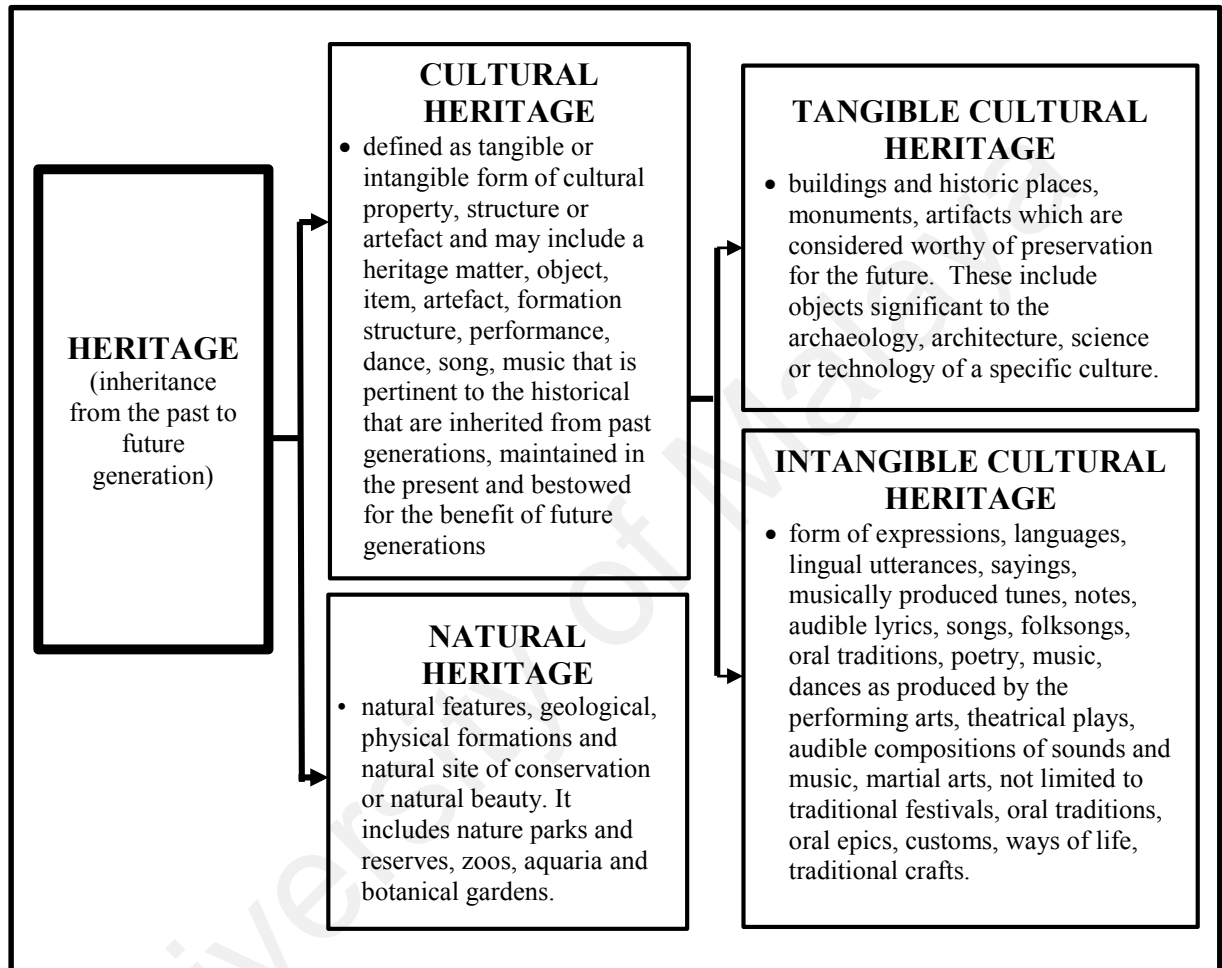 HERITAGE
(inheritance
from the past to
future
generation)
CULTURAL
HERITAGE
• defined as tangible or
intangible form of cultural
property, structure or
artefact and may include a
heritage matter, object,
item, artefact, formation
structure, performance,
dance, song, music that is
pertinent to the historical
that are inherited from past
generations, maintained in
the present and bestowed
for the benefit of future
generations
NATURAL
HERITAGE
• natural features, geological,
physical formations and
natural site of conservation
or natural beauty. It
includes nature parks and
reserves, zoos, aquaria and
botanical gardens.
TANGIBLE CULTURAL
HERITAGE
• buildings and historic places,
monuments, artifacts which are
considered worthy of preservation
for the future. These include
objects significant to the
archaeology, architecture, science
or technology of a specific culture.
INTANGIBLE CULTURAL
HERITAGE
• form of expressions, languages,
lingual utterances, sayings,
musically produced tunes, notes,
audible lyrics, songs, folksongs,
oral traditions, poetry, music,
dances as produced by the
performing arts, theatrical plays,
audible compositions of sounds and
music, martial arts, not limited to
traditional festivals, oral traditions,
oral epics, customs, ways of life,
traditional crafts.
iversity of Malaya